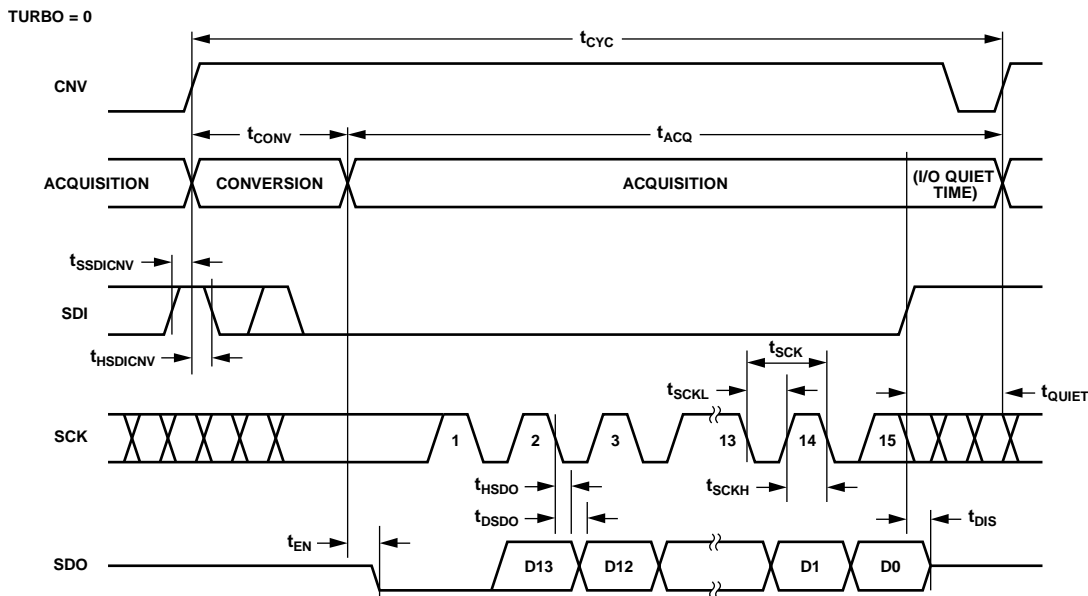 TURBO = 0
tCYC
CNV
tCONV
tACQ
ACQUISITION
CONVERSION
ACQUISITION
(I/O QUIET
TIME)
tSSDICNV
SDI
tHSDICNV
tSCK
tSCKL
tQUIET
SCK
1 2 3 13 14 15
tHSDO
tSCKH
tDSDO
tDIS
tEN
SDO
D13 D12 D1 D0